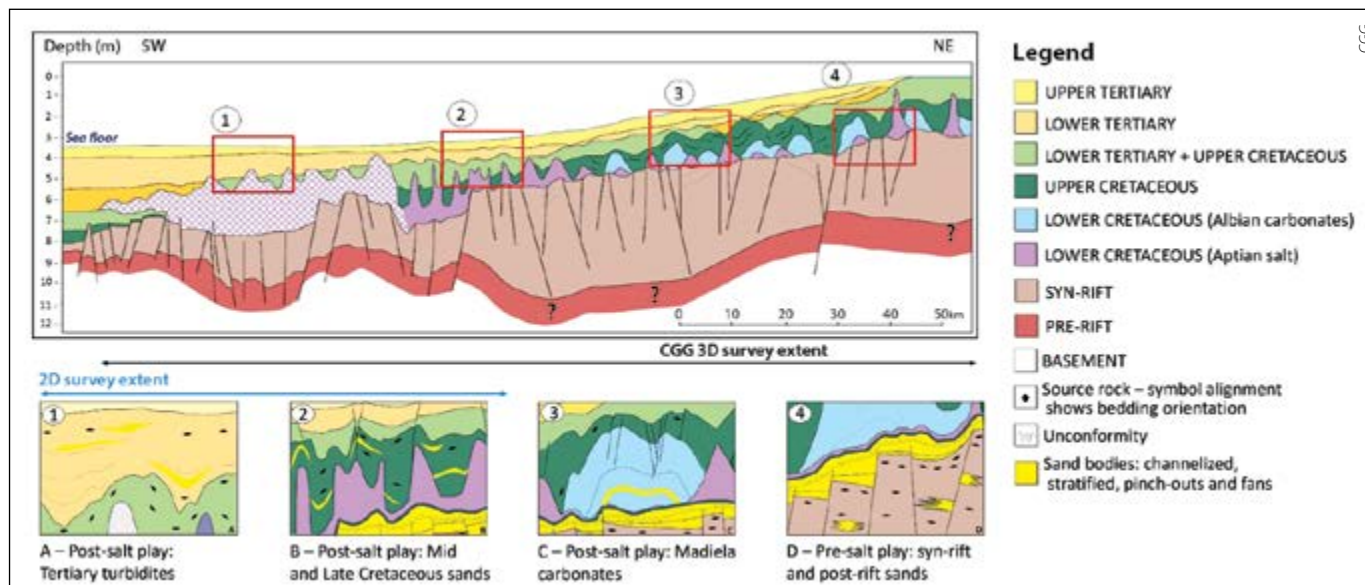 CGG
Depth (m) SW
NE
0
1
2
3
4
5
6
7
8
9
10
11
12
Sea floor
1
2
3
4
?
?
?
0 10 20 30 40 50km
CGG 3D survey extent
2D survey extent
Legend
UPPER TERTIARY
LOWER TERTIARY
LOWER TERTIARY + UPPER CRETACEOUS
UPPER CRETACEOUS
LOWER CRETACEOUS (Albian carbonates)
LOWER CRETACEOUS (Aptian salt)
SYN-RIFT
PRE-RIFT
BASEMENT
Source rock – symbol alignment
shows bedding orientation
Unconformity
Sand bodies: channelized,
stratified, pinch-outs and fans
1
A
A – Post-salt play:
Tertiary turbidites
2
B
B – Post-salt play: Mid
and Late Cretaceous sands
3
C
C – Post-salt play: Madiela
carbonates
4
D
D – Pre-salt play: syn-rift
and post-rift sands